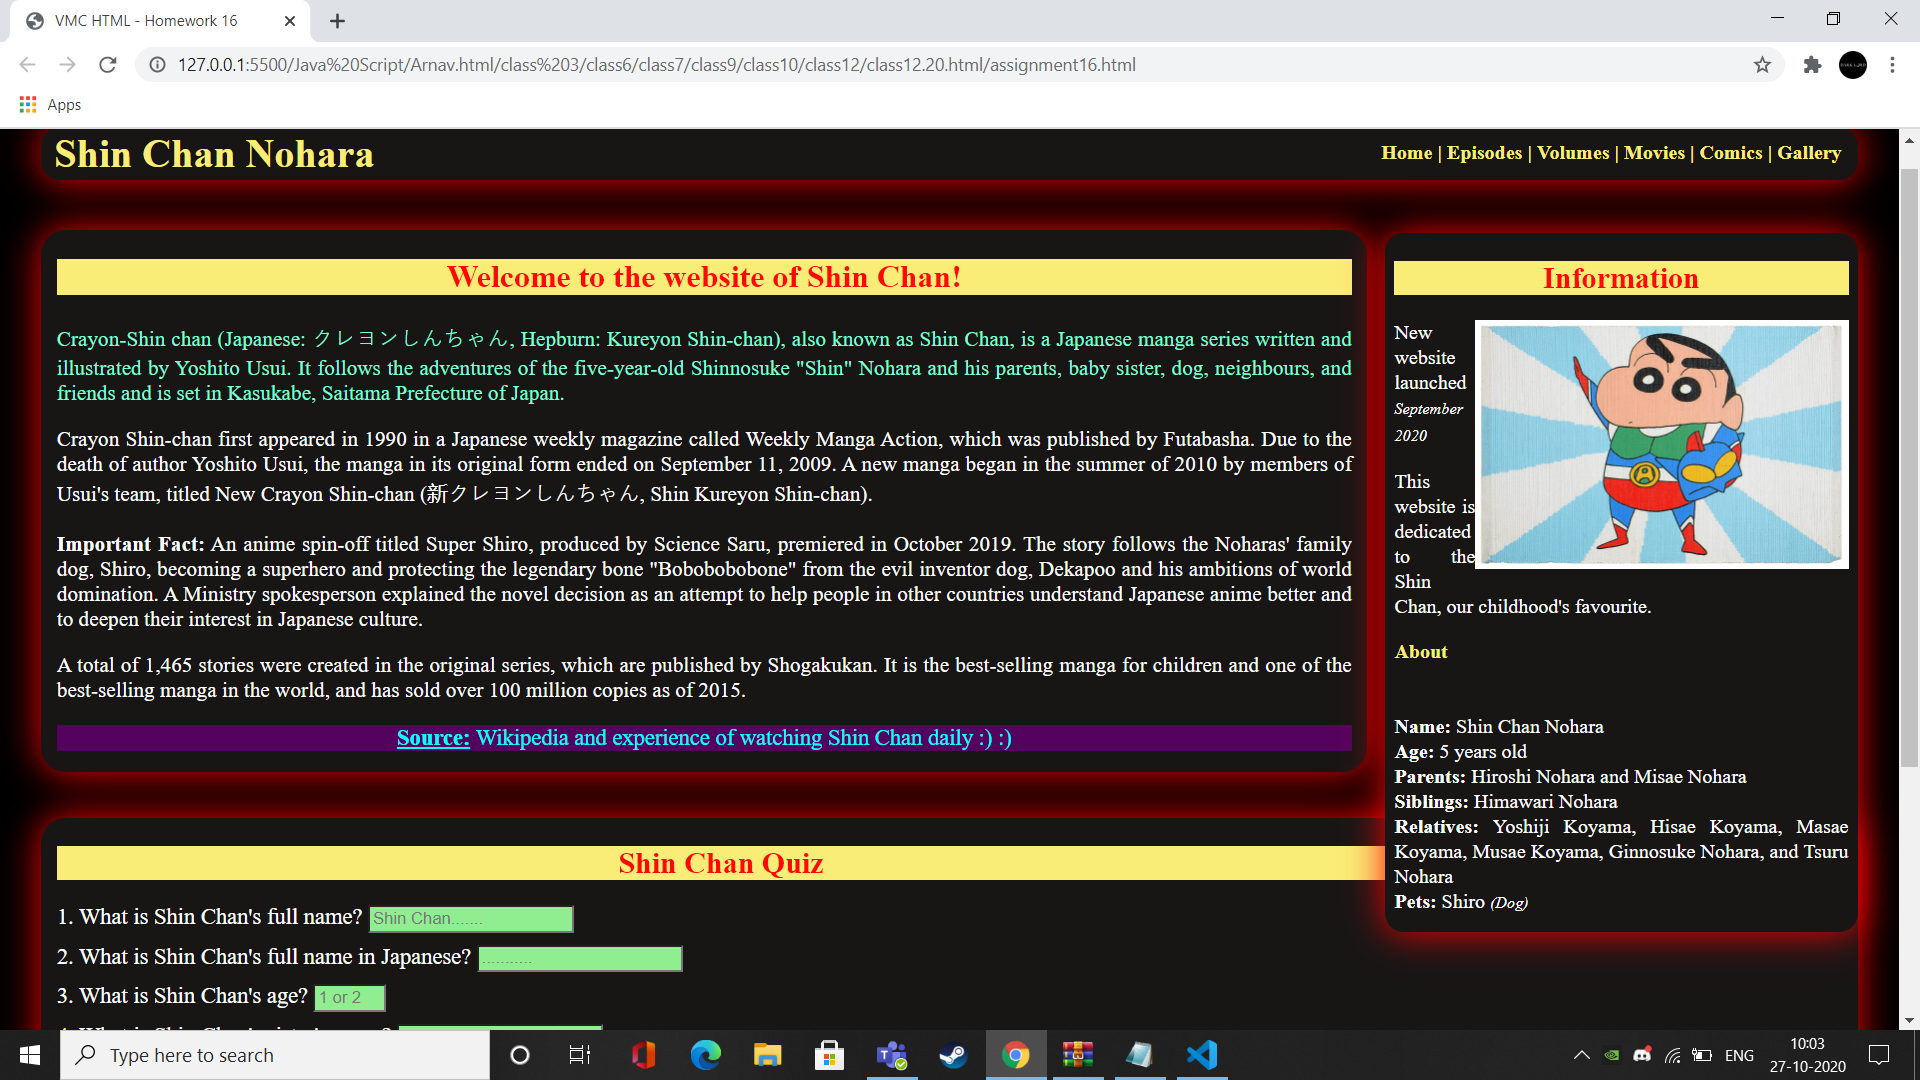 VMC HTML - Homework 16
127.0.0.1:5500/Java%20Script/Arnav.html/class%203/class6/class7/class9/class10/class12/class12.20.html/assignment16.html
Apps
Shin Chan Nohara
Home | Episodes | Volumes | Movies | Comics | Gallery
Welcome to the website of Shin Chan!
Crayon-Shin chan (Japanese: クレヨンしんちゃん, Hepburn: Kureyon Shin-chan), also known as Shin Chan, is a Japanese manga series written and
illustrated by Yoshito Usui. It follows the adventures of the five-year-old Shinnosuke "Shin" Nohara and his parents, baby sister, dog, neighbours, and
friends and is set in Kasukabe, Saitama Prefecture of Japan.
Crayon Shin-chan first appeared in 1990 in a Japanese weekly magazine called Weekly Manga Action, which was published by Futabasha. Due to the
death of author Yoshito Usui, the manga in its original form ended on September 11, 2009. A new manga began in the summer of 2010 by members of
Usui's team, titled New Crayon Shin-chan (新クレヨンしんちゃん, Shin Kureyon Shin-chan).
Important Fact: An anime spin-off titled Super Shiro, produced by Science Saru, premiered in October 2019. The story follows the Noharas' family
dog, Shiro, becoming a superhero and protecting the legendary bone "Bobobobobone" from the evil inventor dog, Dekapoo and his ambitions of world
domination. A Ministry spokesperson explained the novel decision as an attempt to help people in other countries understand Japanese anime better and
to deepen their interest in Japanese culture.
A total of 1,465 stories were created in the original series, which are published by Shogakukan. It is the best-selling manga for children and one of the
best-selling manga in the world, and has sold over 100 million copies as of 2015.
Source: Wikipedia and experience of watching Shin Chan daily :) :)
Information
New
website
launched
September
2020
This
website is
dedicated
to the
Shin
Chan, our childhood's favourite.
About
Name: Shin Chan Nohara
Age: 5 years old
Parents: Hiroshi Nohara and Misae Nohara
Siblings: Himawari Nohara
Relatives: Yoshiji Koyama, Hisae Koyama, Masae
Koyama, Musae Koyama, Ginnosuke Nohara, and Tsuru
Nohara
Pets: Shiro (Dog)
Shin Chan Quiz
1. What is Shin Chan's full name? Shin Chan.......
2. What is Shin Chan's full name in Japanese? ...........
3. What is Shin Chan's age? 1 or 2
Type here to search
ENG
10:03
27-10-2020